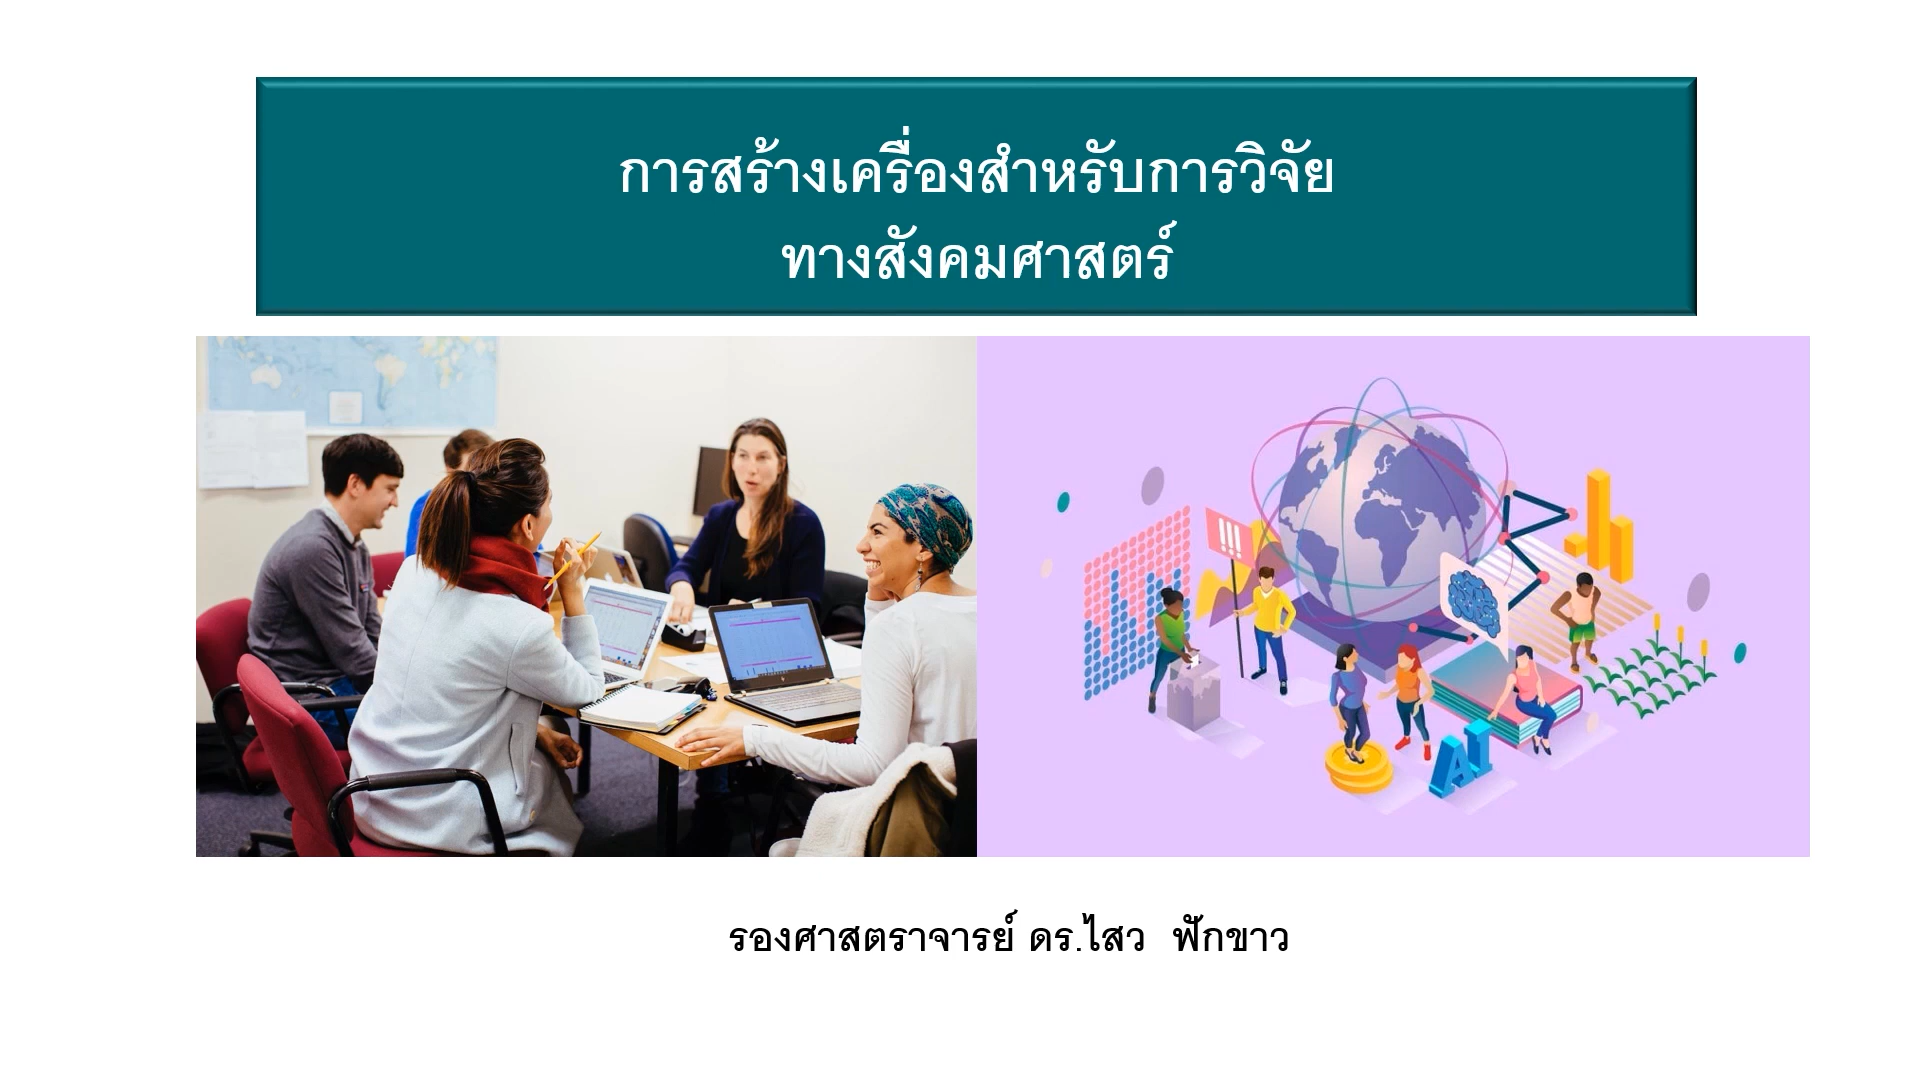 การสร้างเครื่องสำหรับการวิจัย
ทางสังคมศาสตร์
!!!
AI
รองศาสตราจารย์ ดร.ไสว  ฟักขาว